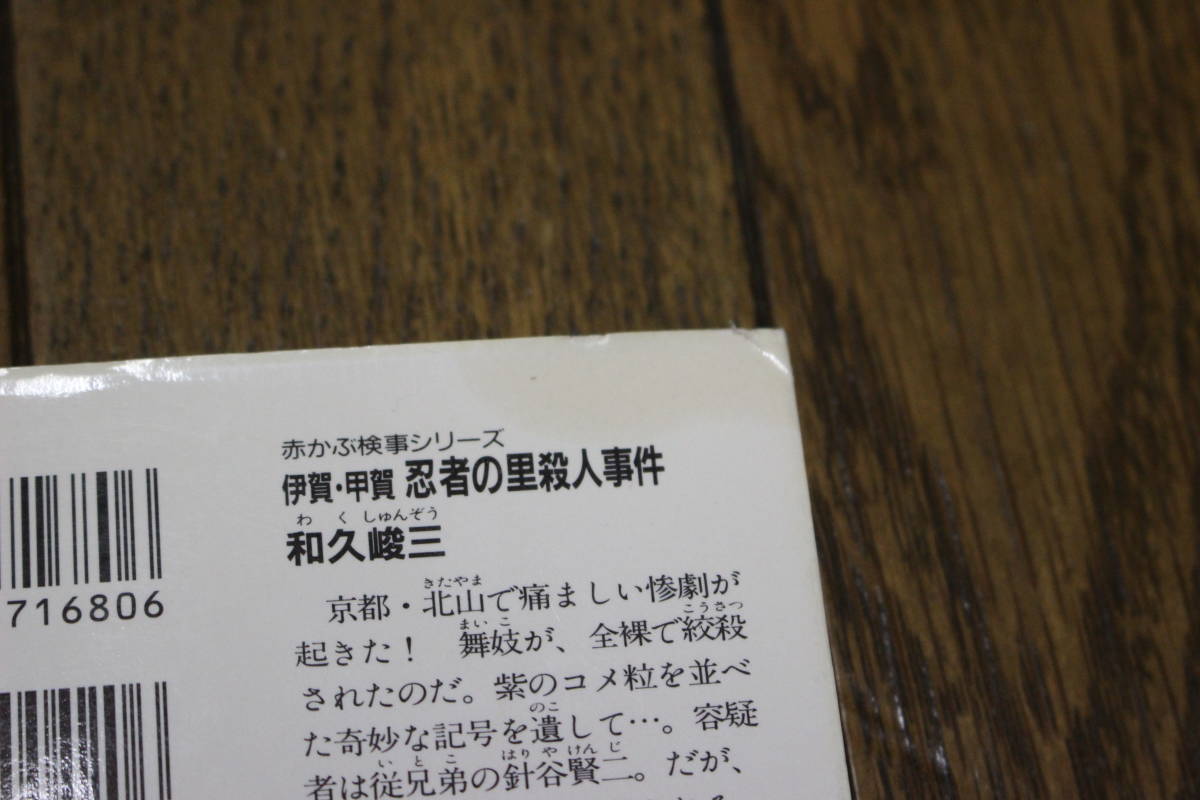 赤かぶ検事シリーズ
伊賀・甲賀 忍者の里殺人事件
わくしゅんぞう
和久峻三
きたやま
京都・北山で痛ましい惨劇が
まいこ こうさつ
起きた！ 舞妓が、全裸で絞殺
されたのだ。紫のコメ粒を並べ
のこ
た奇妙な記号を遺して…。容疑
いとこ はりやけんじ
者は従兄弟の針谷賢二。だが、
716806